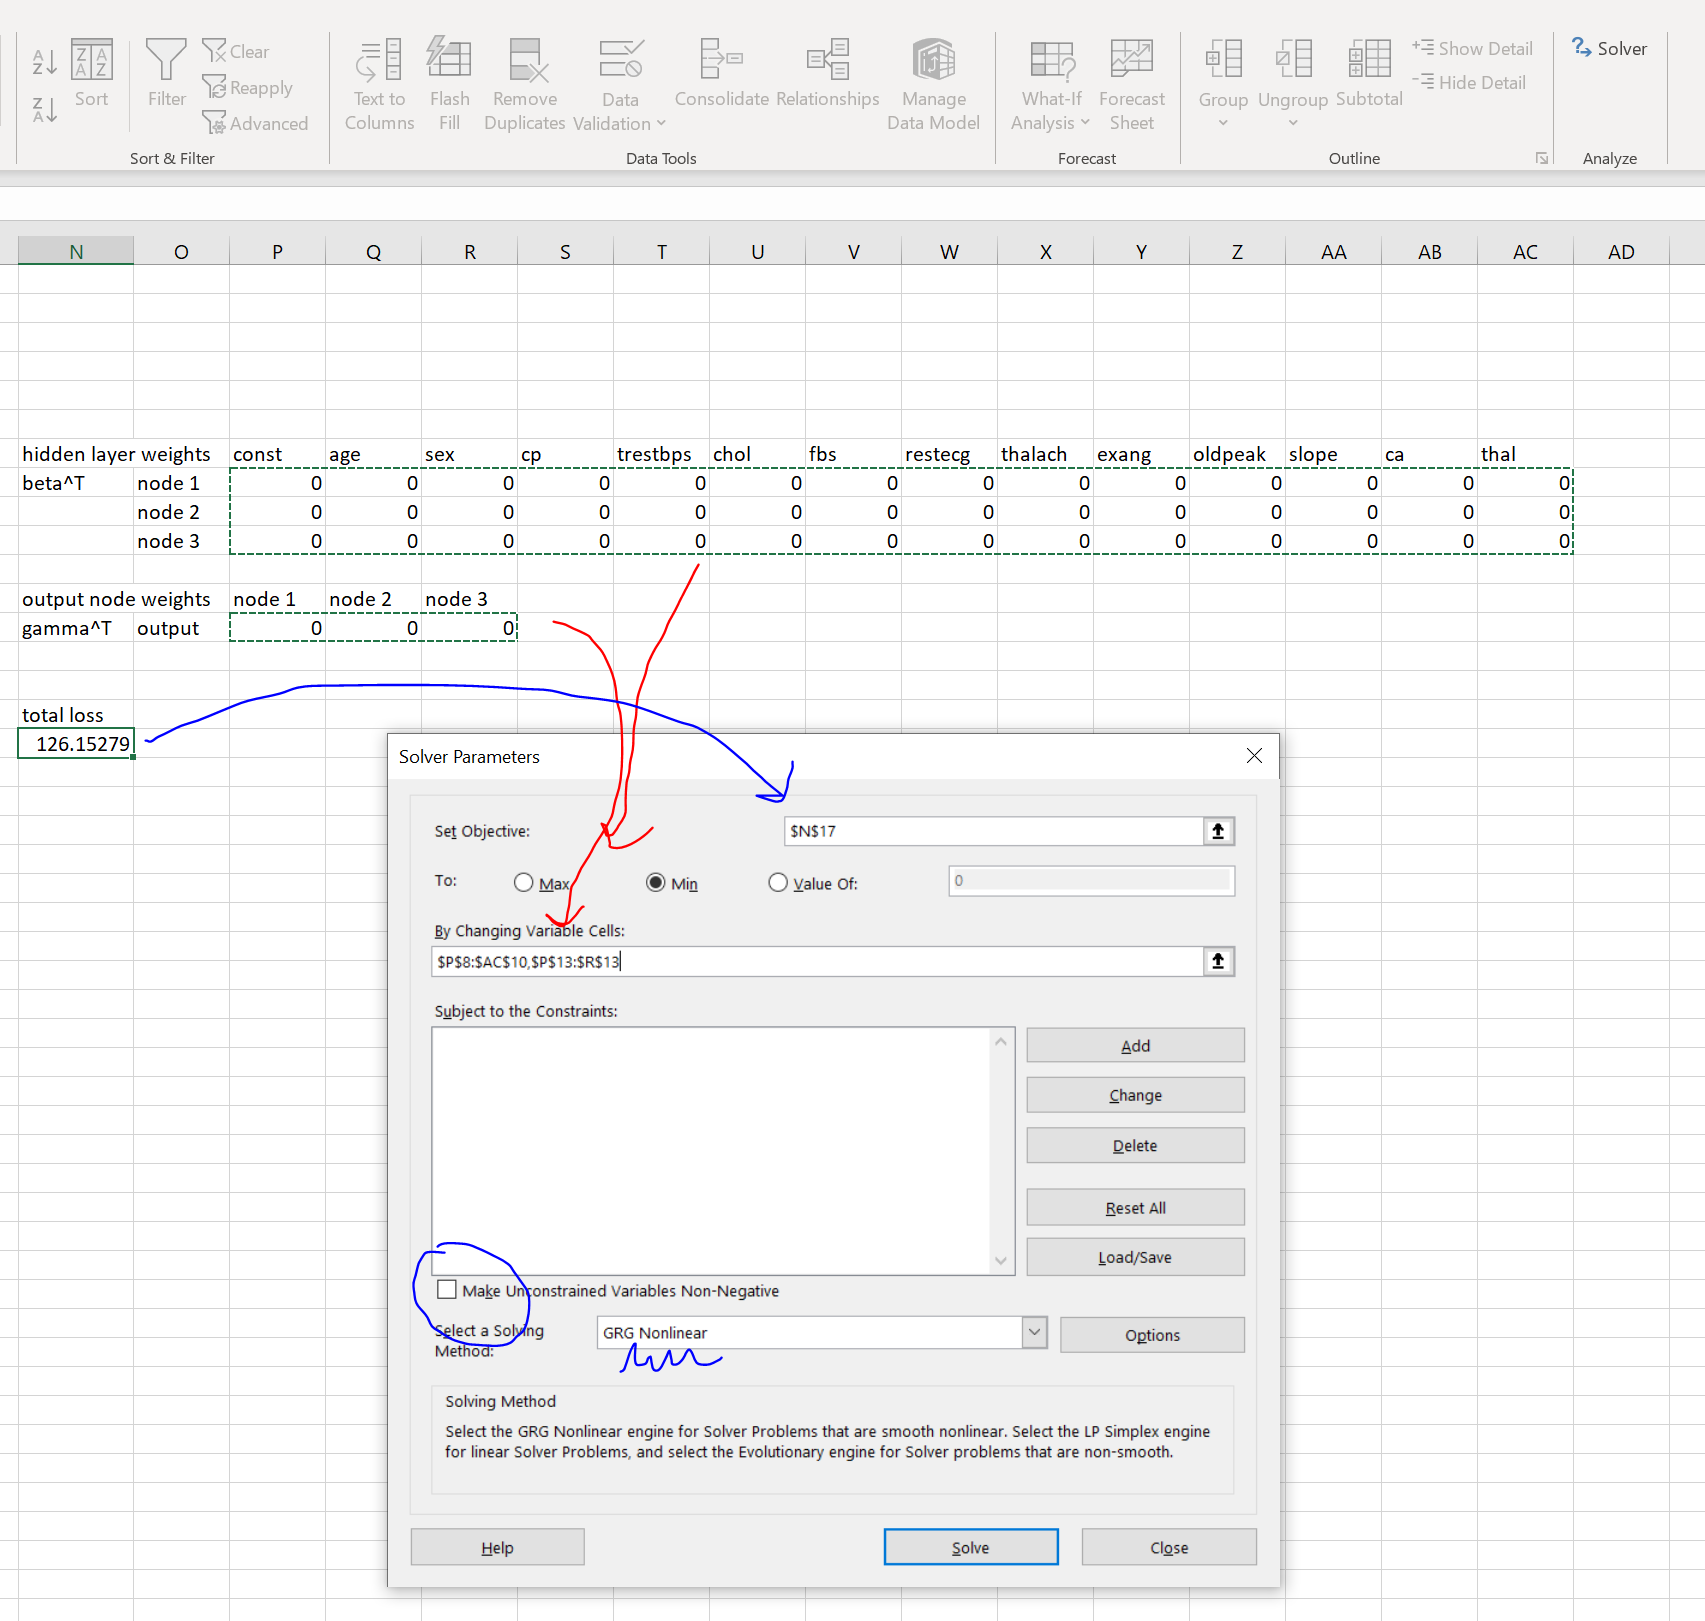 Sort
Filter
Clear
Reapply
Advanced
Sort & Filter
Text to Columns
Flash Fill
Remove Duplicates
Data Validation
Consolidate
Relationships
Manage Data Model
Data Tools
What-If Analysis
Forecast Sheet
Forecast
Group
Ungroup
Subtotal
Show Detail
Hide Detail
Outline
Solver
Analyze
N O P Q R S T U V W X Y Z AA AB AC AD
hidden layer weights const age sex cp trestbps chol fbs restecg thalach exang oldpeak slope ca thal
beta^T node 1 0 0 0 0 0 0 0 0 0 0 0 0 0 0
node 2 0 0 0 0 0 0 0 0 0 0 0 0 0 0
node 3 0 0 0 0 0 0 0 0 0 0 0 0 0 0
output node weights node 1 node 2 node 3
gamma^T output 0 0 0
total loss
126.15279
Solver Parameters
Set Objective: $N$17
To: Max Min Value Of: 0
By Changing Variable Cells:
$P$8:$AC$10,$P$13:$R$13
Subject to the Constraints:
Add
Change
Delete
Reset All
Load/Save
Make Unconstrained Variables Non-Negative
Select a Solving Method: GRG Nonlinear Options
Solving Method
Select the GRG Nonlinear engine for Solver Problems that are smooth nonlinear. Select the LP Simplex engine
for linear Solver Problems, and select the Evolutionary engine for Solver problems that are non-smooth.
Help Solve Close